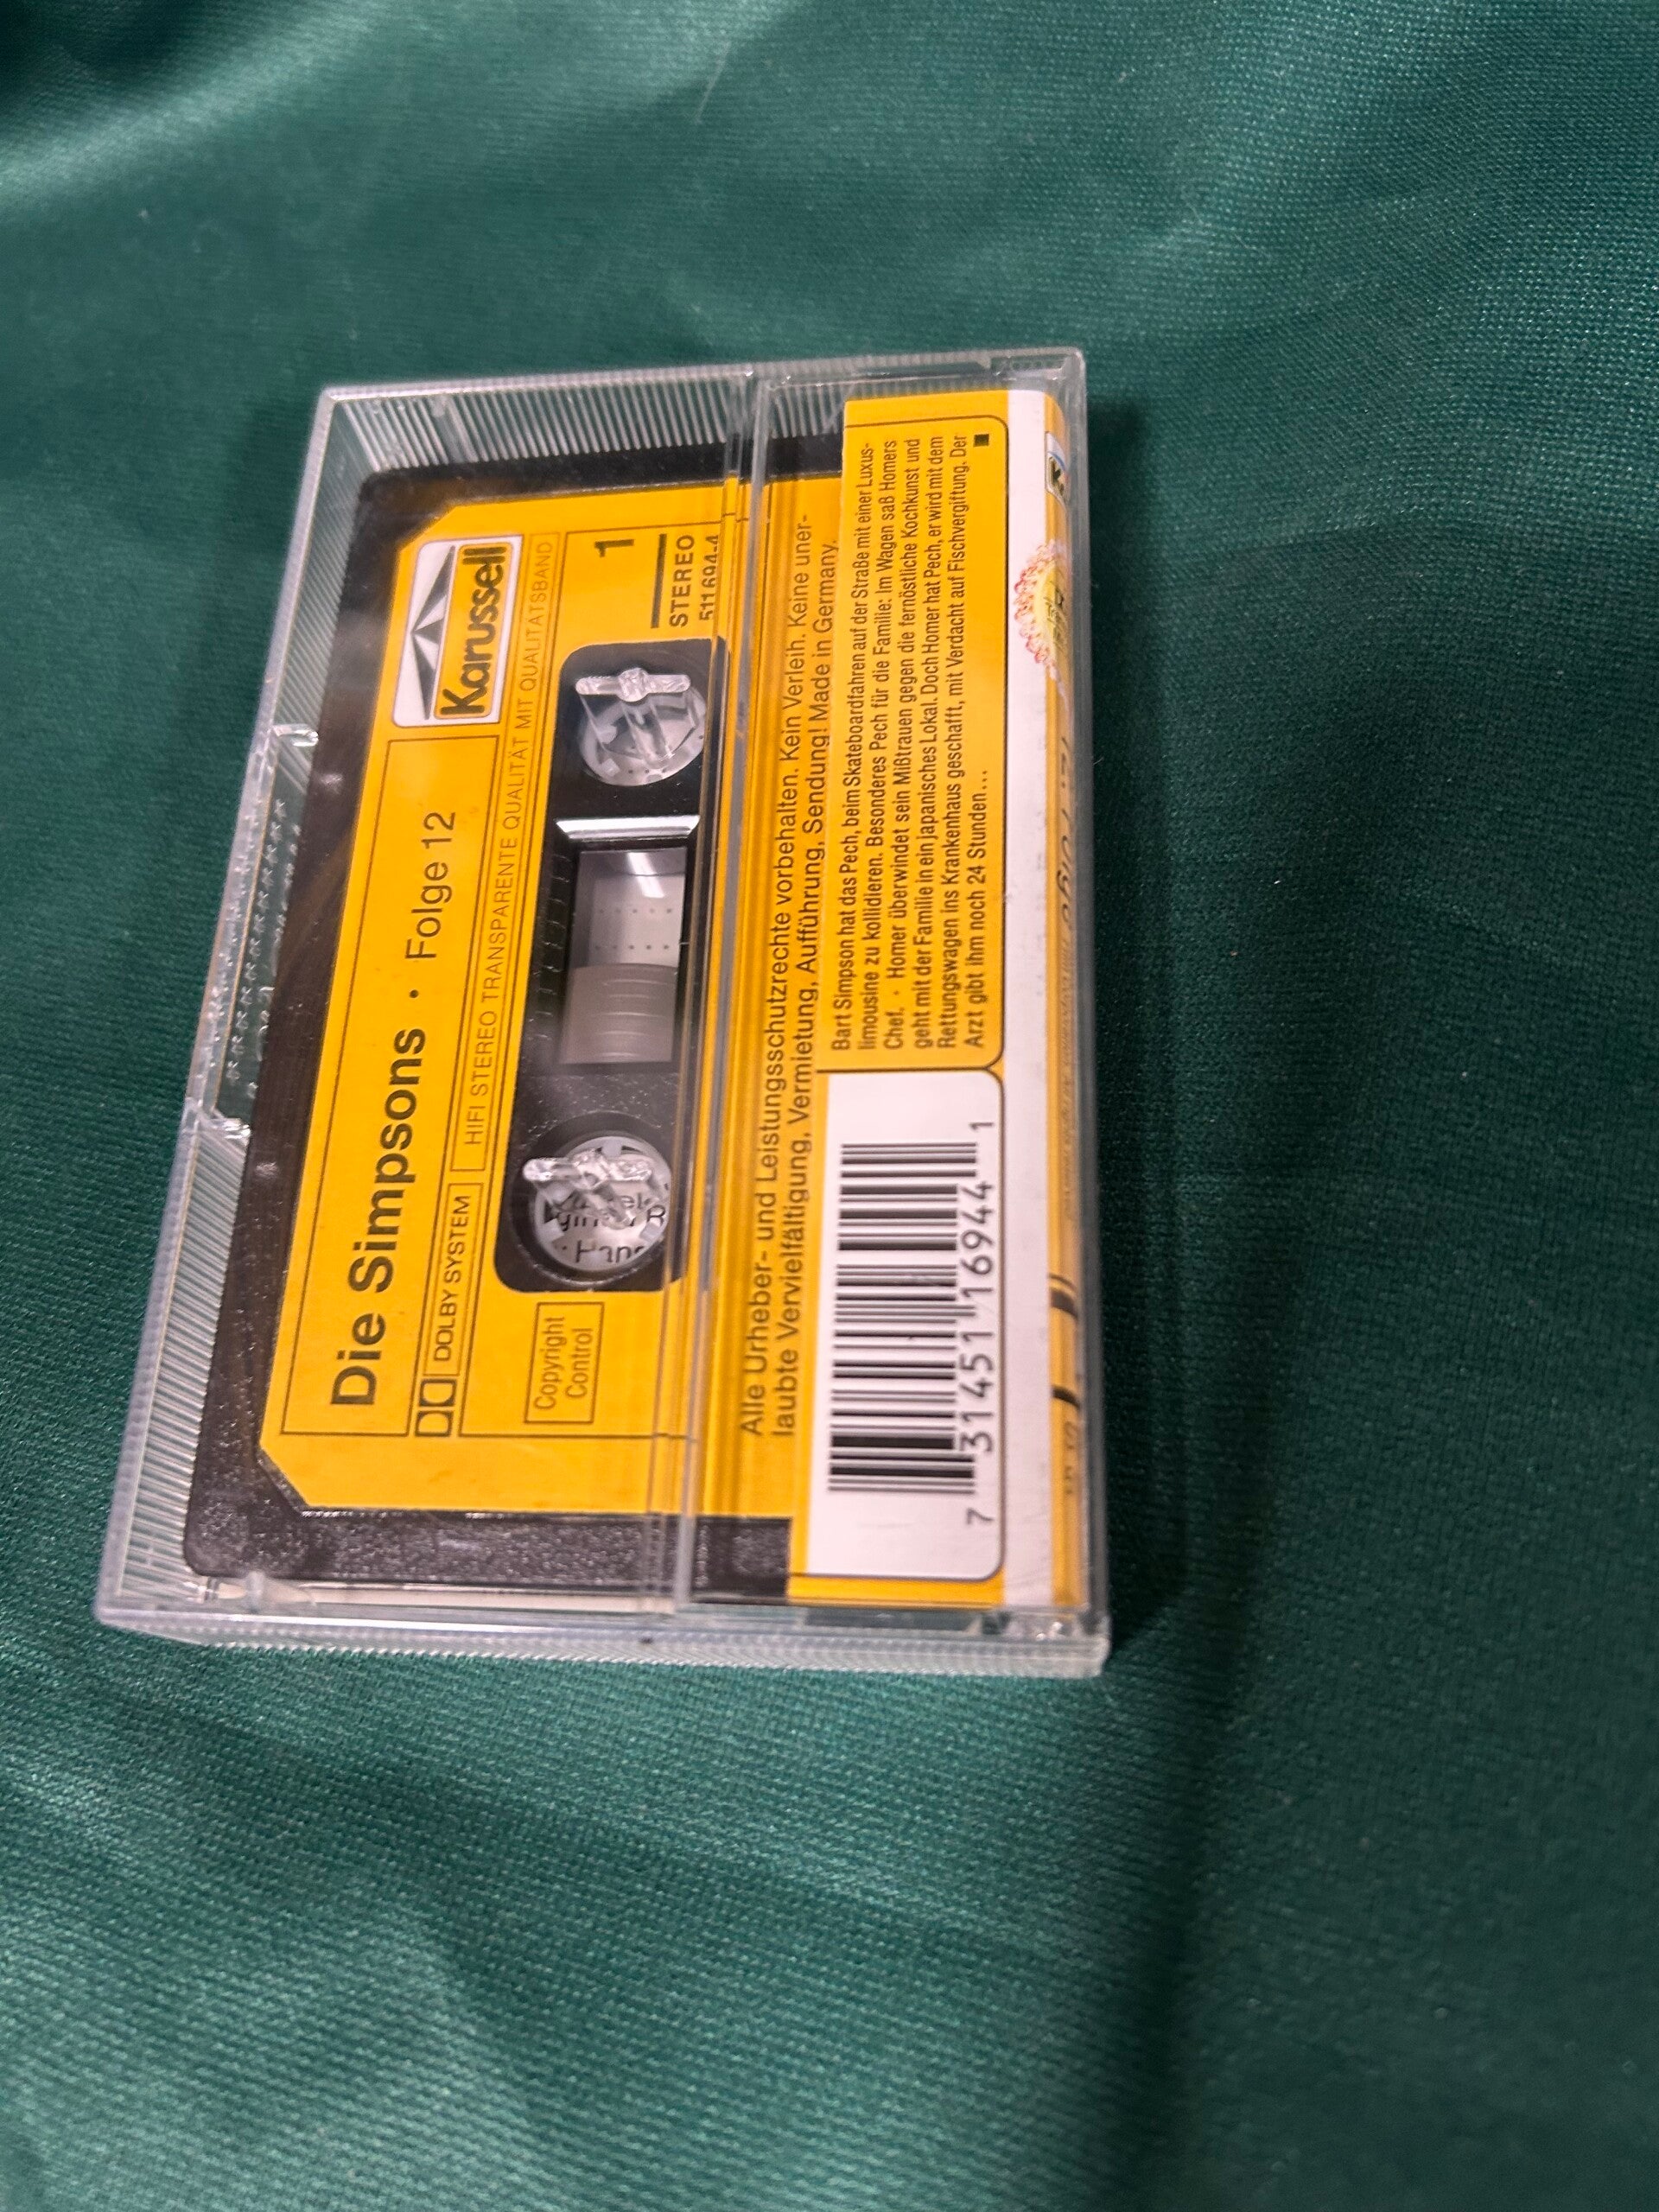 Karussell
Die Simpsons · Folge 12
DOLBY SYSTEM
HIFI STEREO TRANSPARENTE QUALITÄT MIT QUALITÄTSBAND
Copyright
Control
1
STEREO
511 694-4
Alle Urheber- und Leistungsschutzrechte vorbehalten. Kein Verleih. Keine uner-
laubte Vervielfältigung, Vermietung, Aufführung, Sendung! Made in Germany.
Bart Simpson hat das Pech, beim Skateboardfahren auf der Straße mit einer Luxus-
limousine zu kollidieren. Besonderes Pech für die Familie: Im Wagen saß Homers
Chef. · Homer überwindet sein Mißtrauen gegen die fernöstliche Kochkunst und
geht mit der Familie in ein japanisches Lokal. Doch Homer hat Pech, er wird mit dem
Rettungswagen ins Krankenhaus geschafft, mit Verdacht auf Fischvergiftung. Der
Arzt gibt ihm noch 24 Stunden...
7 31451 16944 1
12. Folge